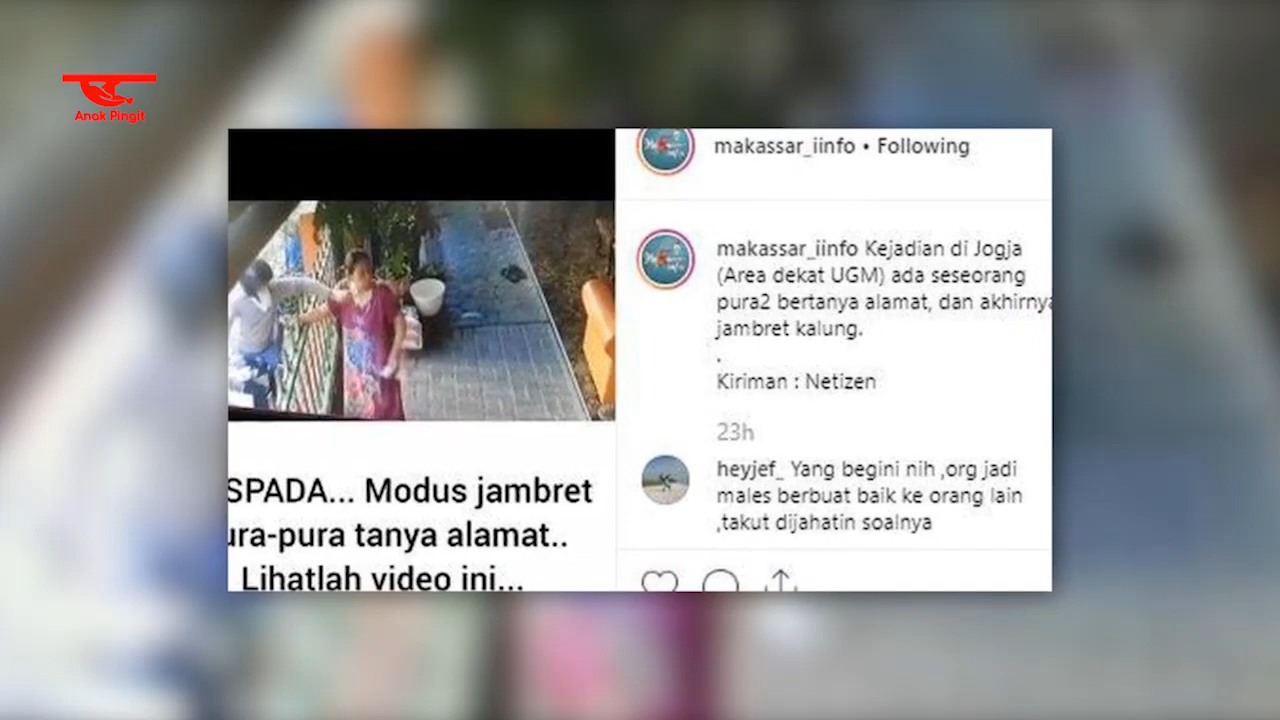 Anak Pingit
makassar_iinfo • Following
makassar_iinfo Kejadian di Jogja
(Area dekat UGM) ada seseorang
pura2 bertanya alamat, dan akhirnya
jambret kalung.
.
Kiriman : Netizen
23h
heyjef_ Yang begini nih ,org jadi
males berbuat baik ke orang lain
,takut dijahatin soalnya
SPADA... Modus jambret
ura-pura tanya alamat..
Lihatlah video ini...